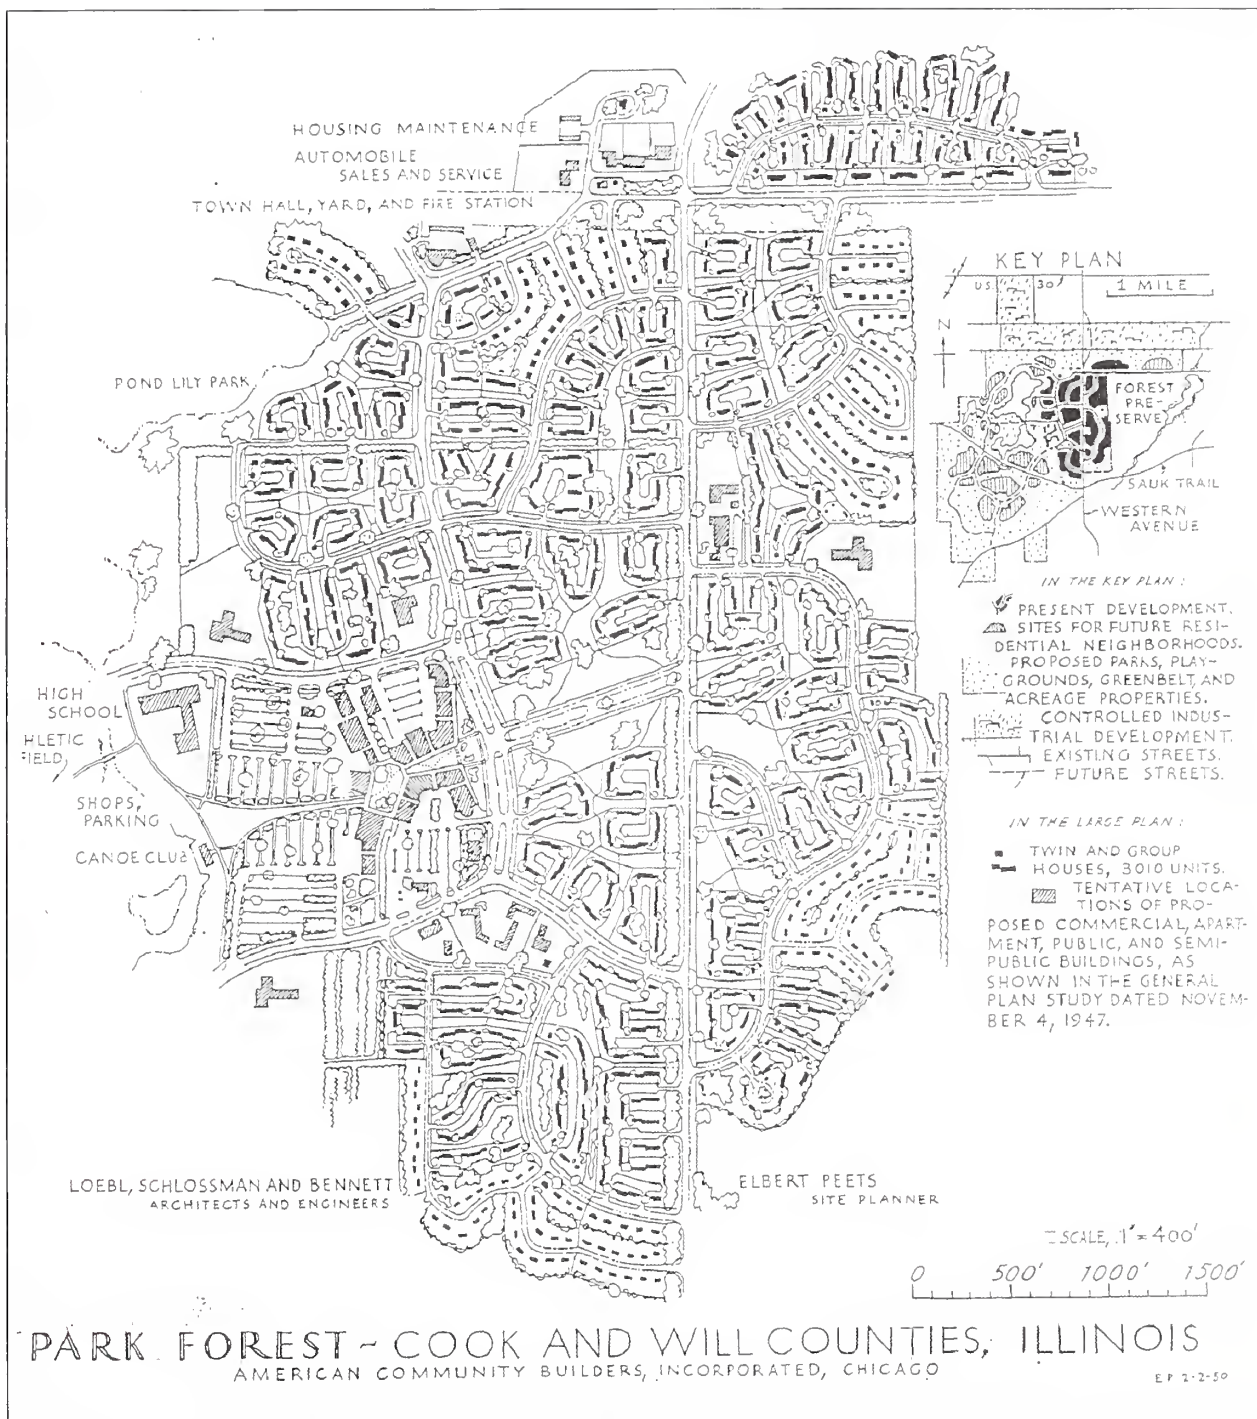 HOUSING MAINTENANCE
AUTOMOBILE
SALES AND SERVICE
TOWN HALL, YARD, AND FIRE STATION
POND LILY PARK
HIGH
SCHOOL
HLETIC
FIELD
SHOPS,
PARKING
CANOE CLUB
KEY PLAN
U.S. 30
1 MILE
N
FOREST
PRE-
SERVE
SAUK TRAIL
WESTERN
AVENUE
IN THE KEY PLAN:
PRESENT DEVELOPMENT.
SITES FOR FUTURE RESI-
DENTIAL NEIGHBORHOODS.
PROPOSED PARKS, PLAY-
GROUNDS, GREENBELT, AND
ACREAGE PROPERTIES.
CONTROLLED INDUS-
TRIAL DEVELOPMENT.
EXISTING STREETS.
FUTURE STREETS.
IN THE LARGE PLAN:
TWIN AND GROUP
HOUSES, 3010 UNITS.
TENTATIVE LOCA-
TIONS OF PRO-
POSED COMMERCIAL, APART-
MENT, PUBLIC, AND SEMI-
PUBLIC BUILDINGS, AS
SHOWN IN THE GENERAL
PLAN STUDY DATED NOVEM-
BER 4, 1947.
LOEBL, SCHLOSSMAN AND BENNETT
ARCHITECTS AND ENGINEERS
ELBERT PEETS
SITE PLANNER
SCALE, 1" = 400'
0 500' 1000' 1500'
PARK FOREST ~ COOK AND WILL COUNTIES, ILLINOIS
AMERICAN COMMUNITY BUILDERS, INCORPORATED, CHICAGO
EP 2-2-50